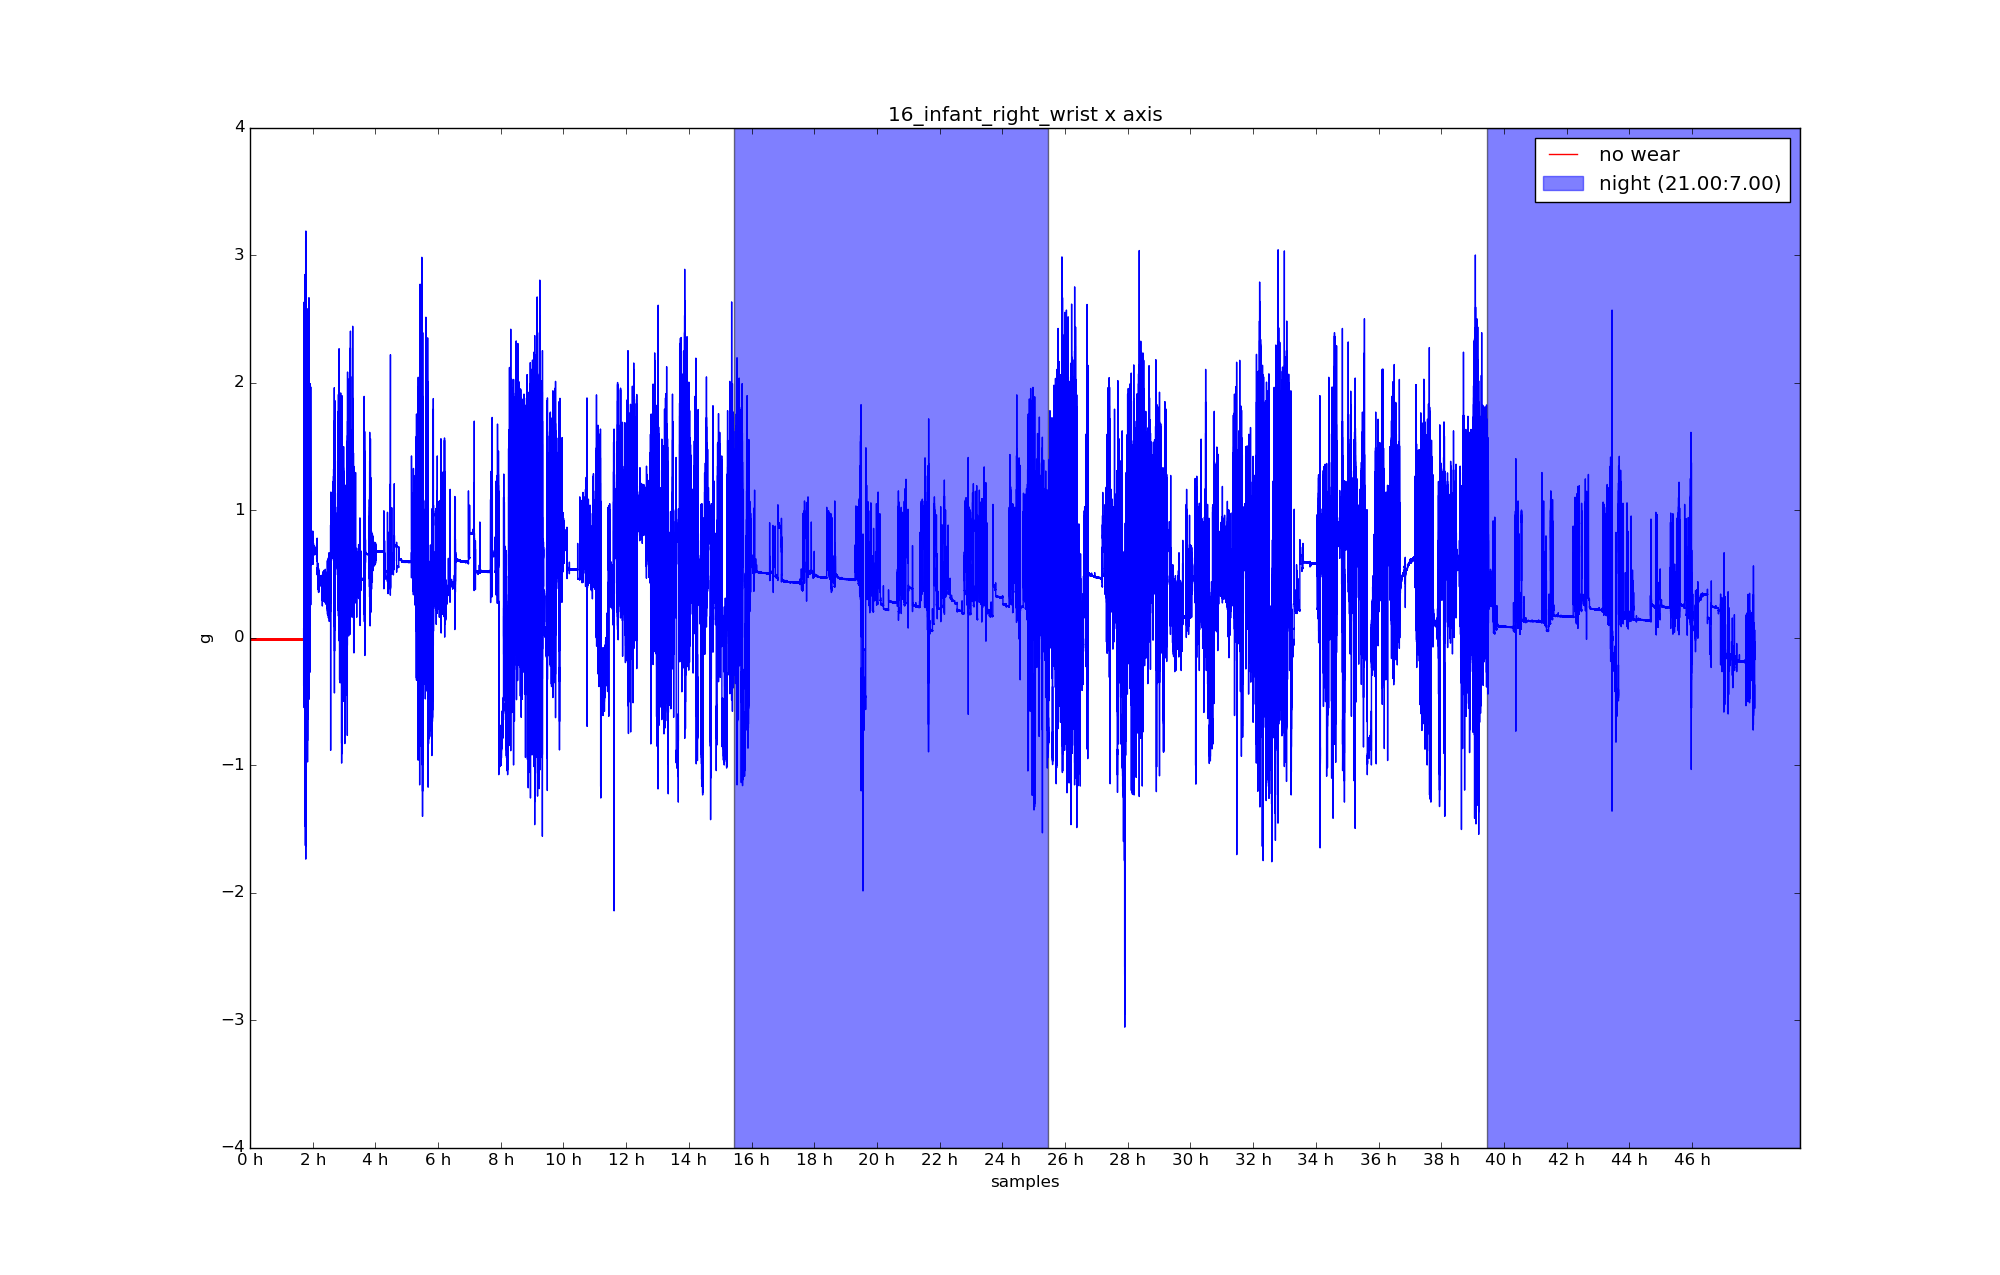 16_infant_right_wrist x axis
no wear
night (21.00:7.00)
4
3
2
1
0
−1
−2
−3
−4
g
0 h 2 h 4 h 6 h 8 h 10 h 12 h 14 h 16 h 18 h 20 h 22 h 24 h 26 h 28 h 30 h 32 h 34 h 36 h 38 h 40 h 42 h 44 h 46 h
samples